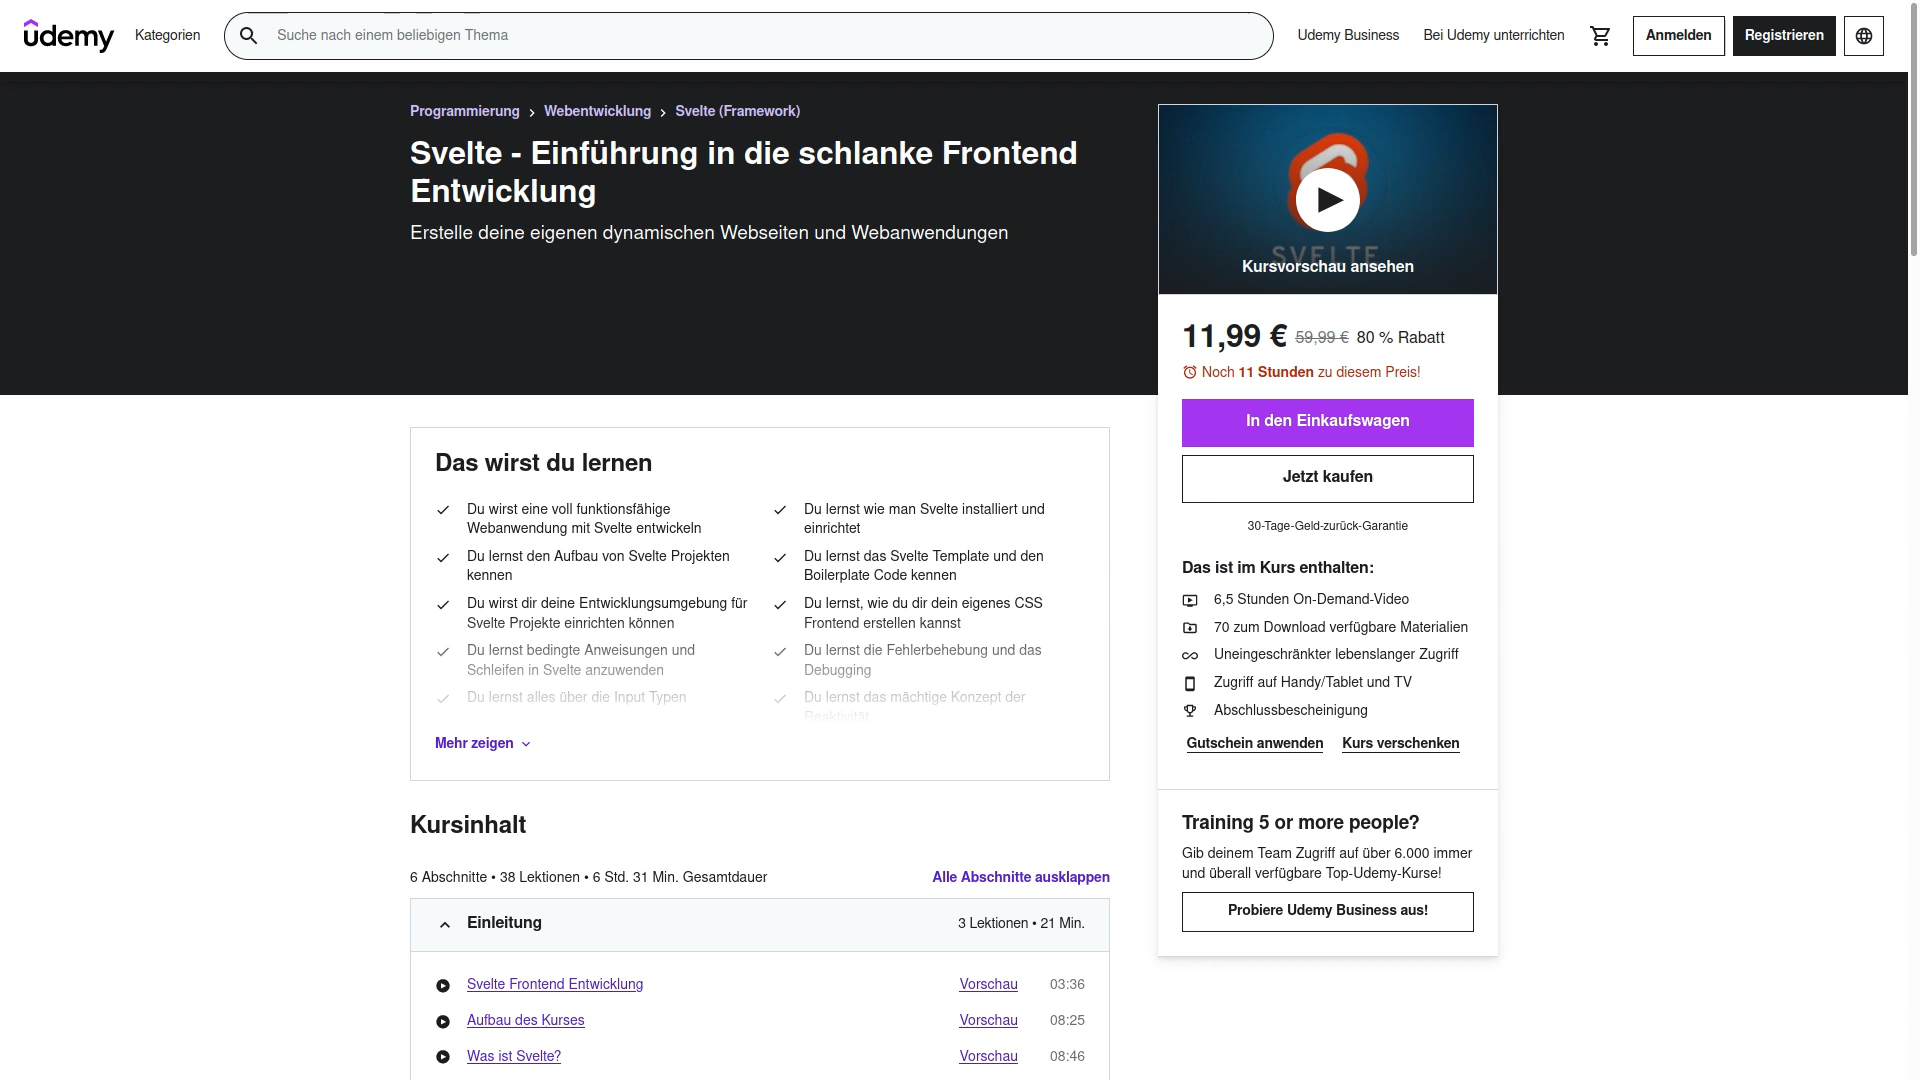 udemy
Kategorien
Suche nach einem beliebigen Thema
Udemy Business
Bei Udemy unterrichten
Anmelden
Registrieren
Programmierung
Webentwicklung
Svelte (Framework)
Svelte - Einführung in die schlanke Frontend
Entwicklung
Erstelle deine eigenen dynamischen Webseiten und Webanwendungen
SVELTE
Kursvorschau ansehen
11,99 € 59,99 € 80 % Rabatt
Noch 11 Stunden zu diesem Preis!
In den Einkaufswagen
Jetzt kaufen
30-Tage-Geld-zurück-Garantie
Das ist im Kurs enthalten:
6,5 Stunden On-Demand-Video
70 zum Download verfügbare Materialien
Uneingeschränkter lebenslanger Zugriff
Zugriff auf Handy/Tablet und TV
Abschlussbescheinigung
Gutschein anwenden
Kurs verschenken
Training 5 or more people?
Gib deinem Team Zugriff auf über 6.000 immer
und überall verfügbare Top-Udemy-Kurse!
Probiere Udemy Business aus!
Das wirst du lernen
Du wirst eine voll funktionsfähige
Webanwendung mit Svelte entwickeln
Du lernst wie man Svelte installiert und
einrichtet
Du lernst den Aufbau von Svelte Projekten
kennen
Du lernst das Svelte Template und den
Boilerplate Code kennen
Du wirst dir deine Entwicklungsumgebung für
Svelte Projekte einrichten können
Du lernst, wie du dir dein eigenes CSS
Frontend erstellen kannst
Du lernst bedingte Anweisungen und
Schleifen in Svelte anzuwenden
Du lernst die Fehlerbehebung und das
Debugging
Du lernst alles über die Input Typen
Du lernst das mächtige Konzept der
Reaktivität
Mehr zeigen
Kursinhalt
6 Abschnitte • 38 Lektionen • 6 Std. 31 Min. Gesamtdauer
Alle Abschnitte ausklappen
Einleitung
3 Lektionen • 21 Min.
Svelte Frontend Entwicklung
Vorschau
03:36
Aufbau des Kurses
Vorschau
08:25
Was ist Svelte?
Vorschau
08:46